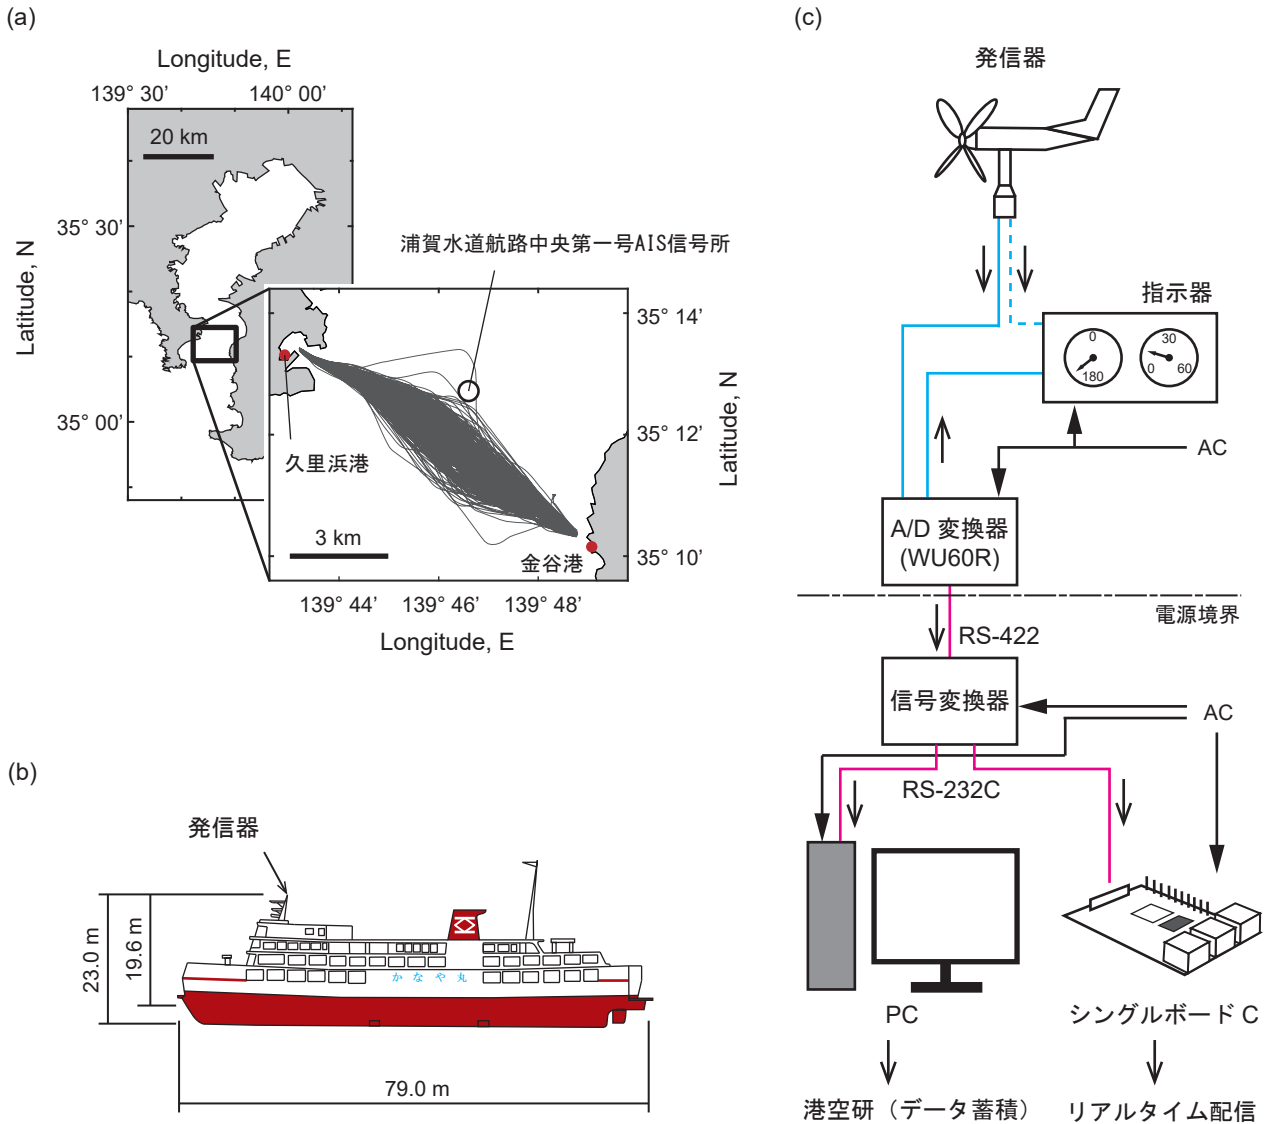 (a)
Longitude, E
139° 30’
140° 00’
20 km
35° 30’
Latitude, N
35° 00’
浦賀水道航路中央第一号AIS信号所
35° 14’
35° 12’
35° 10’
Latitude, N
久里浜港
3 km
金谷港
139° 44’
139° 46’
139° 48’
Longitude, E
(b)
発信器
23.0 m
19.6 m
かなや丸
79.0 m
(c)
発信器
指示器
0
180
30
0
60
AC
A/D 変換器
(WU60R)
電源境界
RS-422
信号変換器
AC
RS-232C
PC
シングルボード C
港空研（データ蓄積）
リアルタイム配信